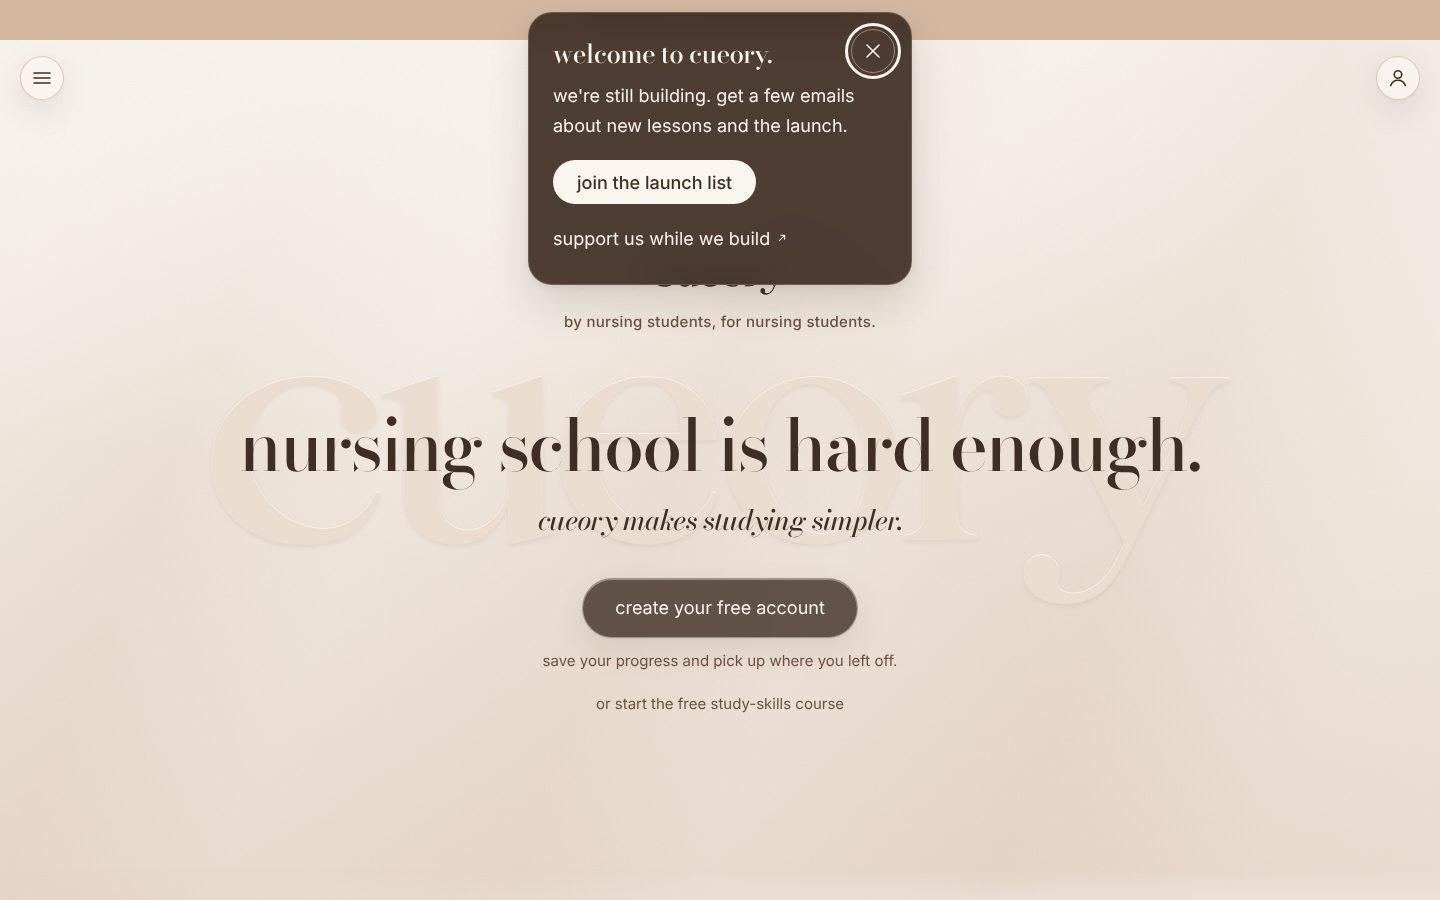 welcome to cueory.
we're still building. get a few emails
about new lessons and the launch.
join the launch list
support us while we build ↗
by nursing students, for nursing students.
cueory
nursing school is hard enough.
cueory makes studying simpler.
create your free account
save your progress and pick up where you left off.
or start the free study-skills course